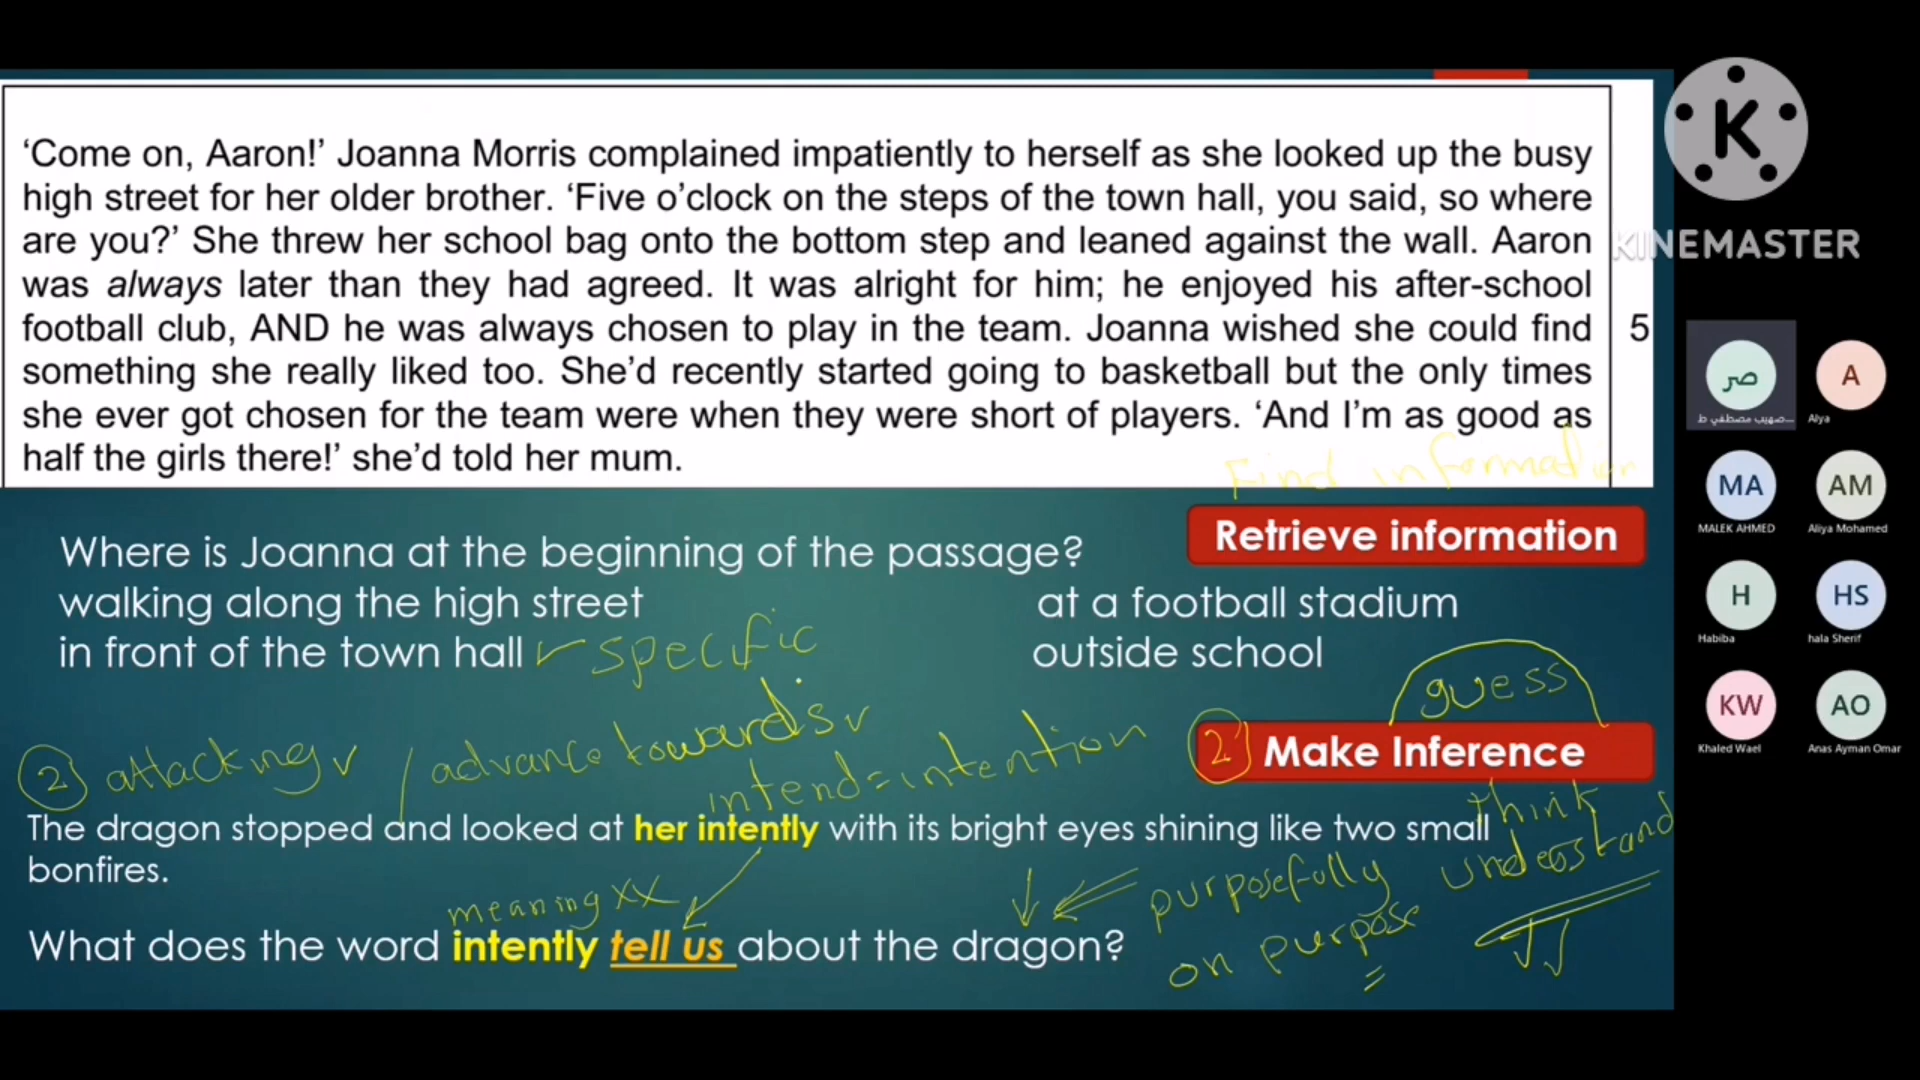 ‘Come on, Aaron!’ Joanna Morris complained impatiently to herself as she looked up the busy
high street for her older brother. ‘Five o’clock on the steps of the town hall, you said, so where
are you?’ She threw her school bag onto the bottom step and leaned against the wall. Aaron
was always later than they had agreed. It was alright for him; he enjoyed his after-school
football club, AND he was always chosen to play in the team. Joanna wished she could find
5
something she really liked too. She’d recently started going to basketball but the only times
she ever got chosen for the team were when they were short of players. ‘And I’m as good as
half the girls there!’ she’d told her mum.
Find information
Retrieve information
Where is Joanna at the beginning of the passage?
walking along the high street
at a football stadium
in front of the town hall
specific
outside school
guess
2 attacking / advance towards
intend = intention
2 Make Inference
think
understand
The dragon stopped and looked at her intently with its bright eyes shining like two small
bonfires.
meaning XX
purposefully
on purpose
What does the word intently tell us about the dragon?
K
KINEMASTER
صر
صهيب مصطفي ط...
A
Alya
MA
MALEK AHMED
AM
Aliya Mohamed
H
Habiba
HS
hala Sherif
KW
Khaled Wael
AO
Anas Ayman Omar